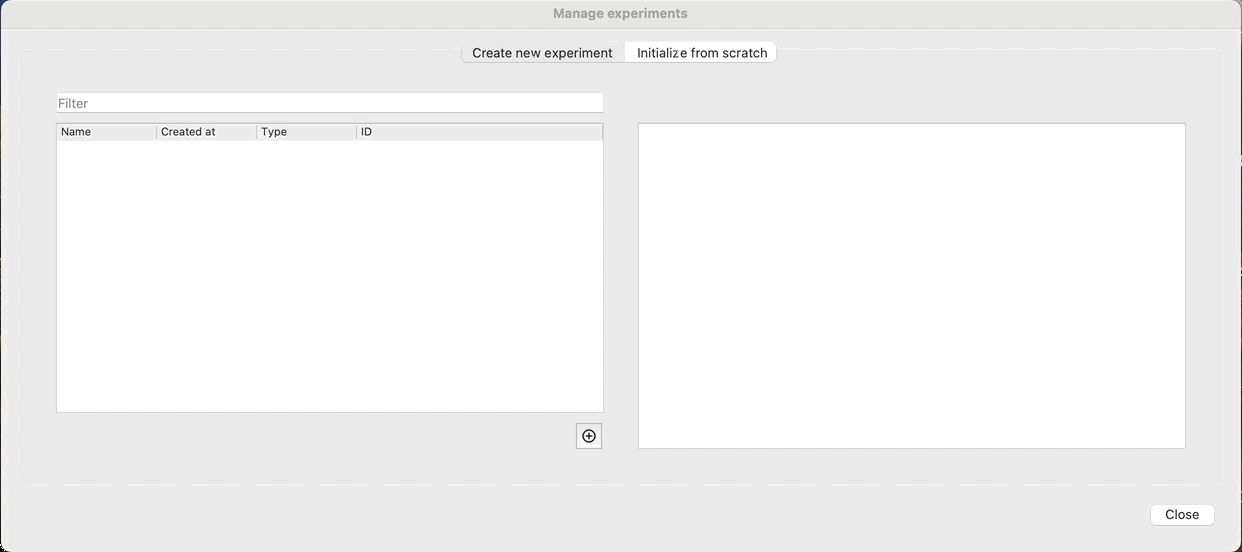 Manage experiments
Create new experiment Initialize from scratch
Filter
Name Created at Type ID
Close